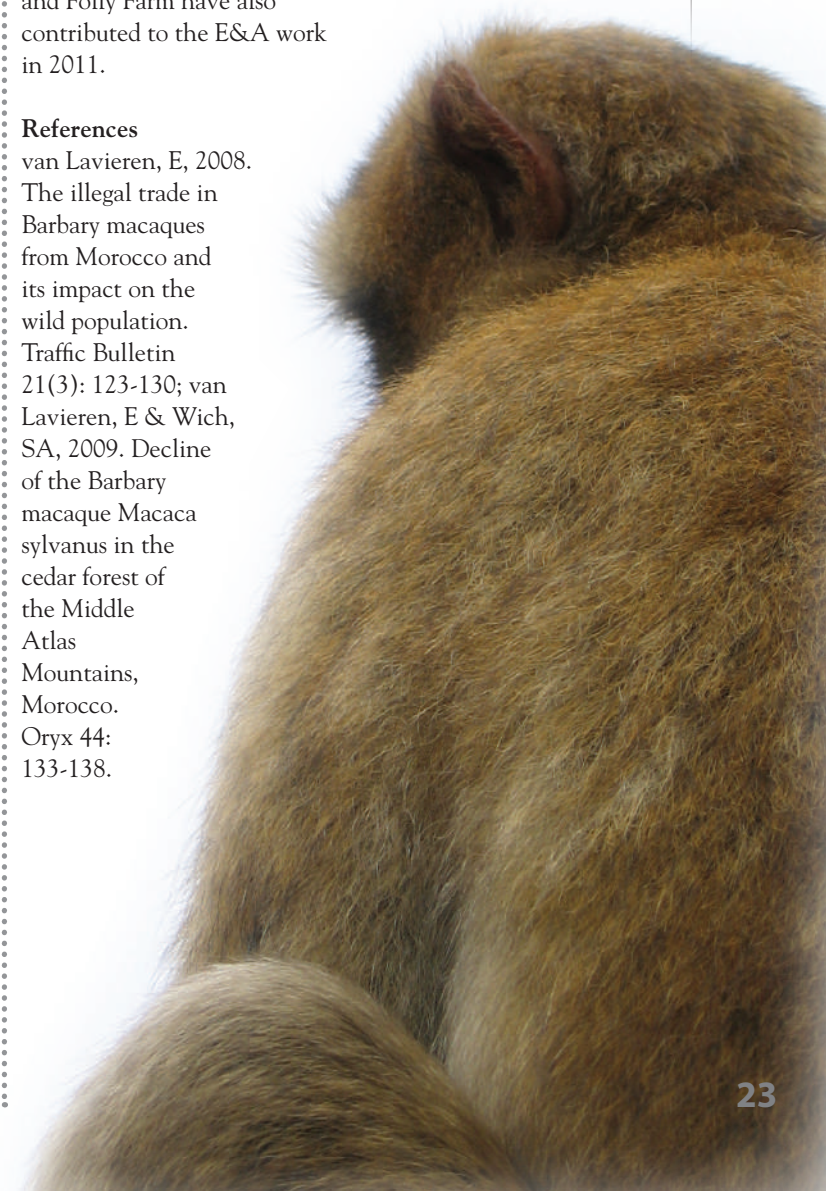 and Folly Farm have also
contributed to the E&A work
in 2011.
References
van Lavieren, E, 2008.
The illegal trade in
Barbary macaques
from Morocco and
its impact on the
wild population.
Traffic Bulletin
21(3): 123-130; van
Lavieren, E & Wich,
SA, 2009. Decline
of the Barbary
macaque Macaca
sylvanus in the
cedar forest of
the Middle
Atlas
Mountains,
Morocco.
Oryx 44:
133-138.
23